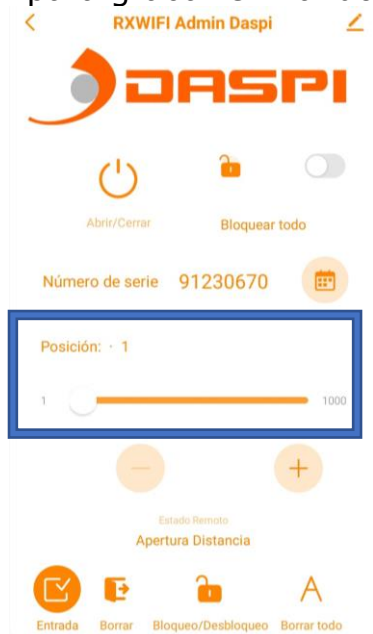 RXWIFI Admin Daspi
DASPI
Abrir/Cerrar
Bloquear todo
Número de serie 91230670
Posición: · 1
1 1000
Estado Remoto
Apertura Distancia
Entrada Borrar Bloqueo/Desbloqueo Borrar todo